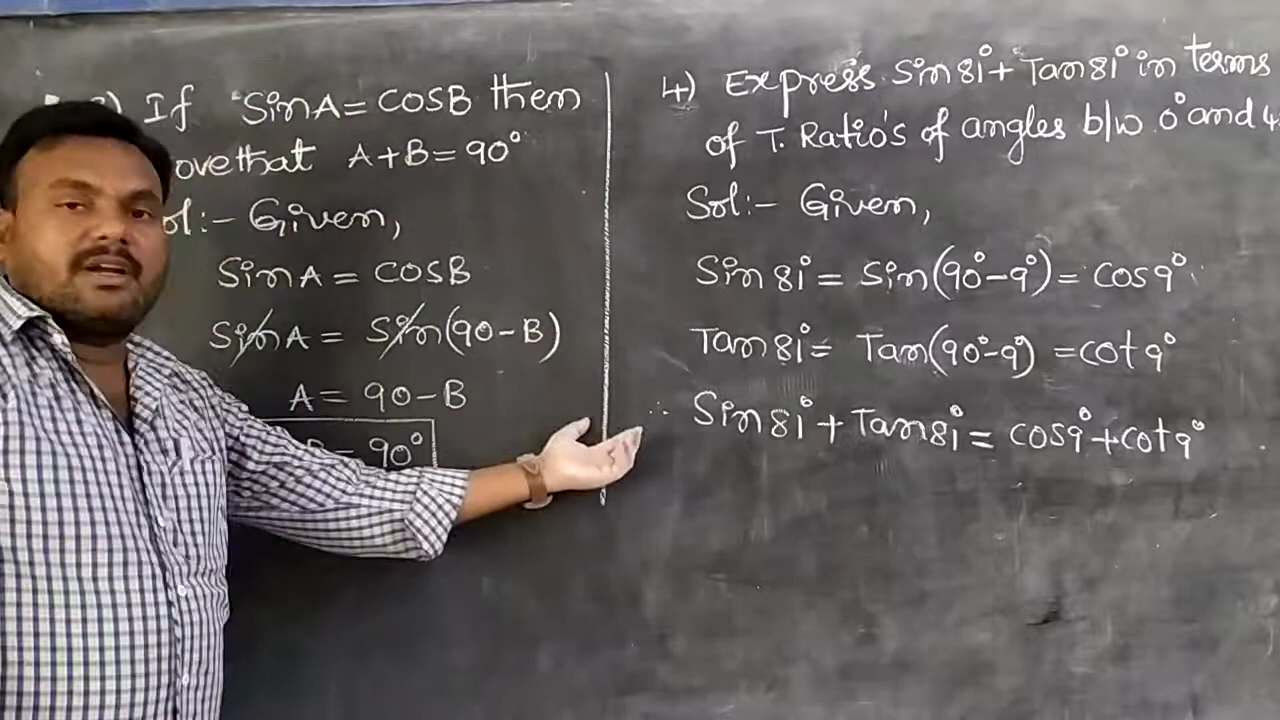 3) If SinA = COSB then
ovethat A+B = 90°
ol:- Given,
SinA = COSB
SinA = Sin(90-B)
A = 90-B
= 90°
4) Express Sin81° + Tan81° in terms
of T. Ratio's of angles b/w 0° and 4
Sol:- Given,
Sin81° = Sin(90°-9°) = Cos9°
Tan81° = Tan(90°-9°) = cot9°
∴ Sin81° + Tan81° = cos9° + cot9°